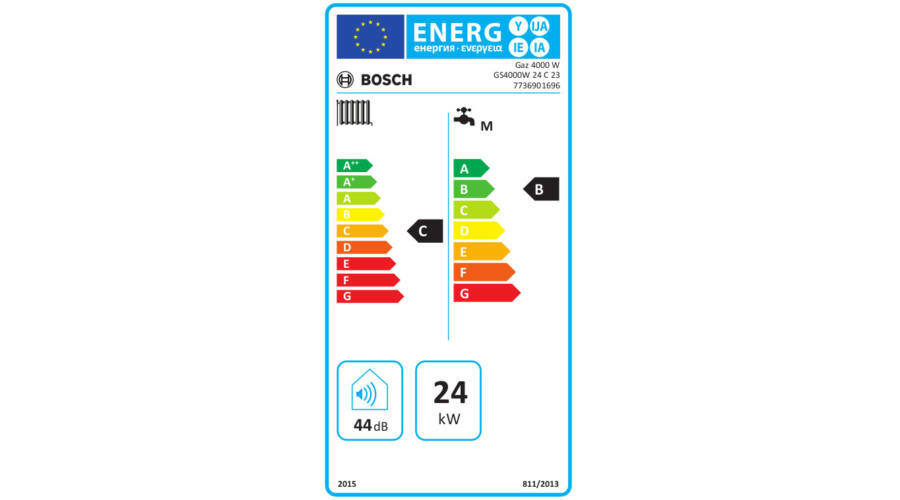 ENERG Y IJA
енергия · ενεργεια IE IA
Gaz 4000 W
BOSCH GS4000W 24 C 23
7736901696
M
A++
A+
A
B
C
D
E
F
G
C
A
B
C
D
E
F
G
B
44 dB
24
kW
2015 811/2013